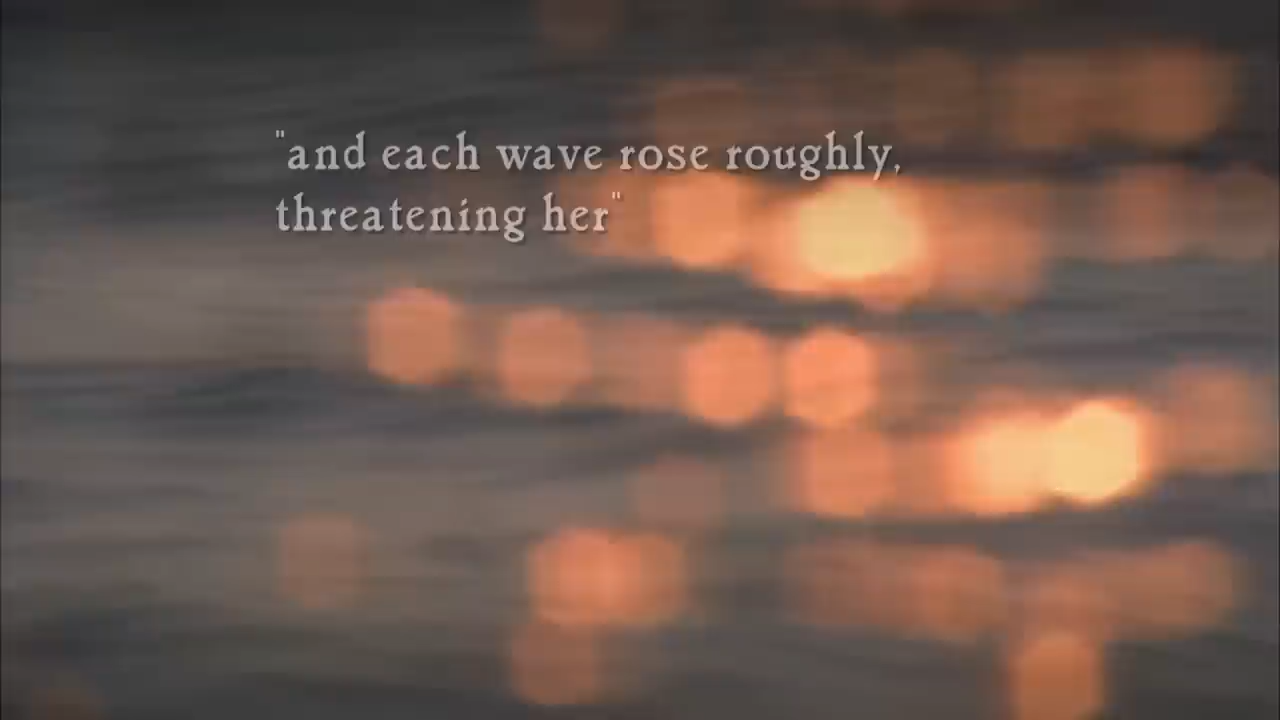 "and each wave rose roughly,
threatening her"